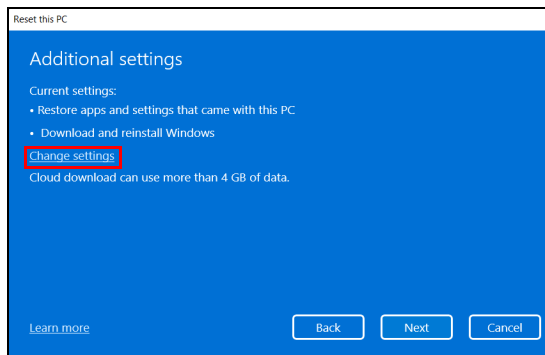 Reset this PC
Additional settings
Current settings:
• Restore apps and settings that came with this PC
• Download and reinstall Windows
Change settings
Cloud download can use more than 4 GB of data.
Learn more
Back
Next
Cancel